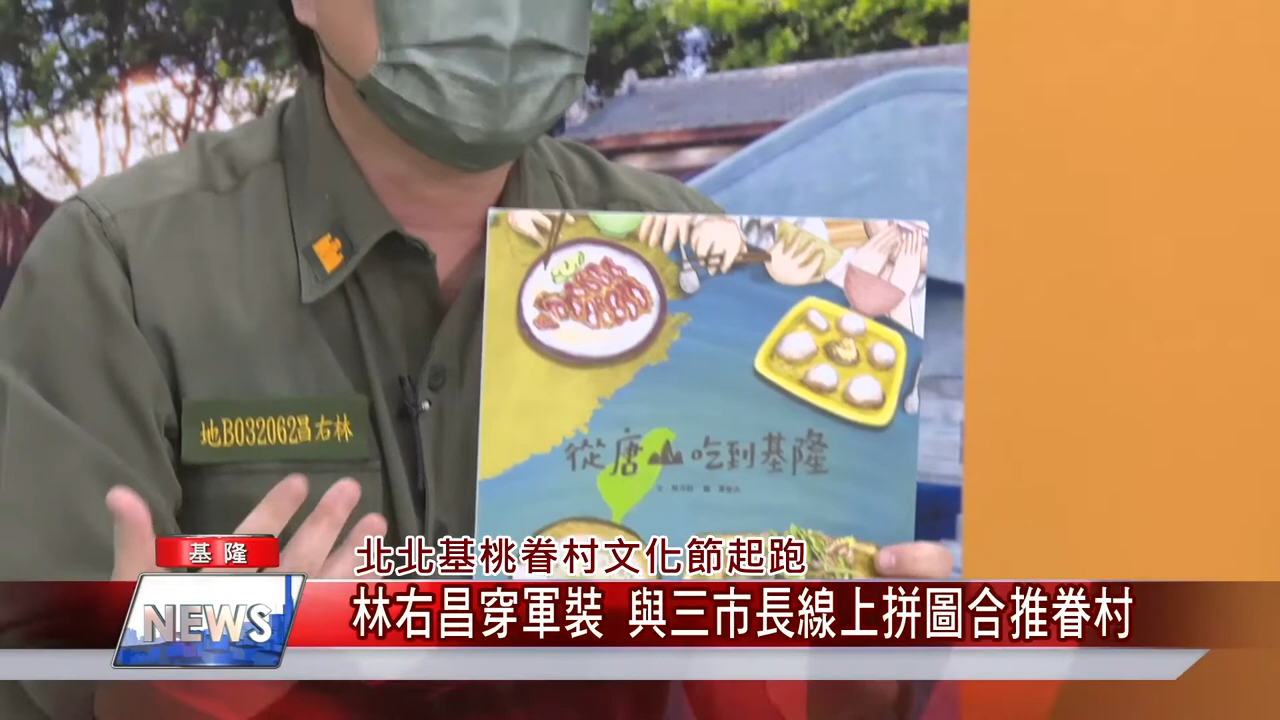 地B032062昌右林
從唐山吃到基隆
基隆
北北基桃眷村文化節起跑
NEWS
林右昌穿軍裝 與三市長線上拼圖合推眷村